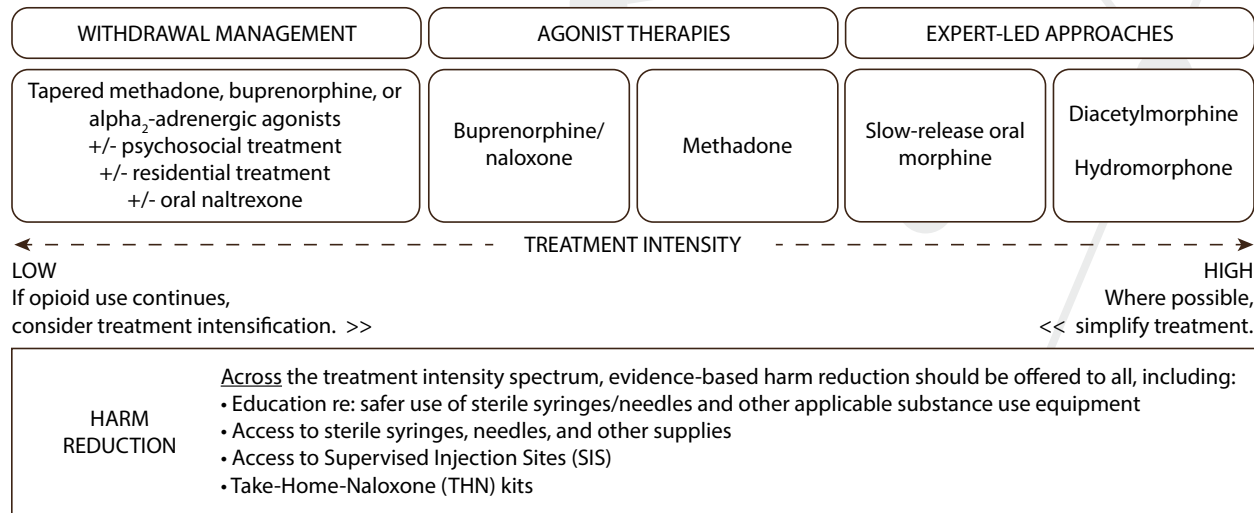 WITHDRAWAL MANAGEMENT
AGONIST THERAPIES
EXPERT-LED APPROACHES
Tapered methadone, buprenorphine, or
alpha₂-adrenergic agonists
+/- psychosocial treatment
+/- residential treatment
+/- oral naltrexone
Buprenorphine/
naloxone
Methadone
Slow-release oral
morphine
Diacetylmorphine
Hydromorphone
TREATMENT INTENSITY
LOW
If opioid use continues,
consider treatment intensification. >>
HIGH
Where possible,
<< simplify treatment.
HARM
REDUCTION
Across the treatment intensity spectrum, evidence-based harm reduction should be offered to all, including:
• Education re: safer use of sterile syringes/needles and other applicable substance use equipment
• Access to sterile syringes, needles, and other supplies
• Access to Supervised Injection Sites (SIS)
• Take-Home-Naloxone (THN) kits